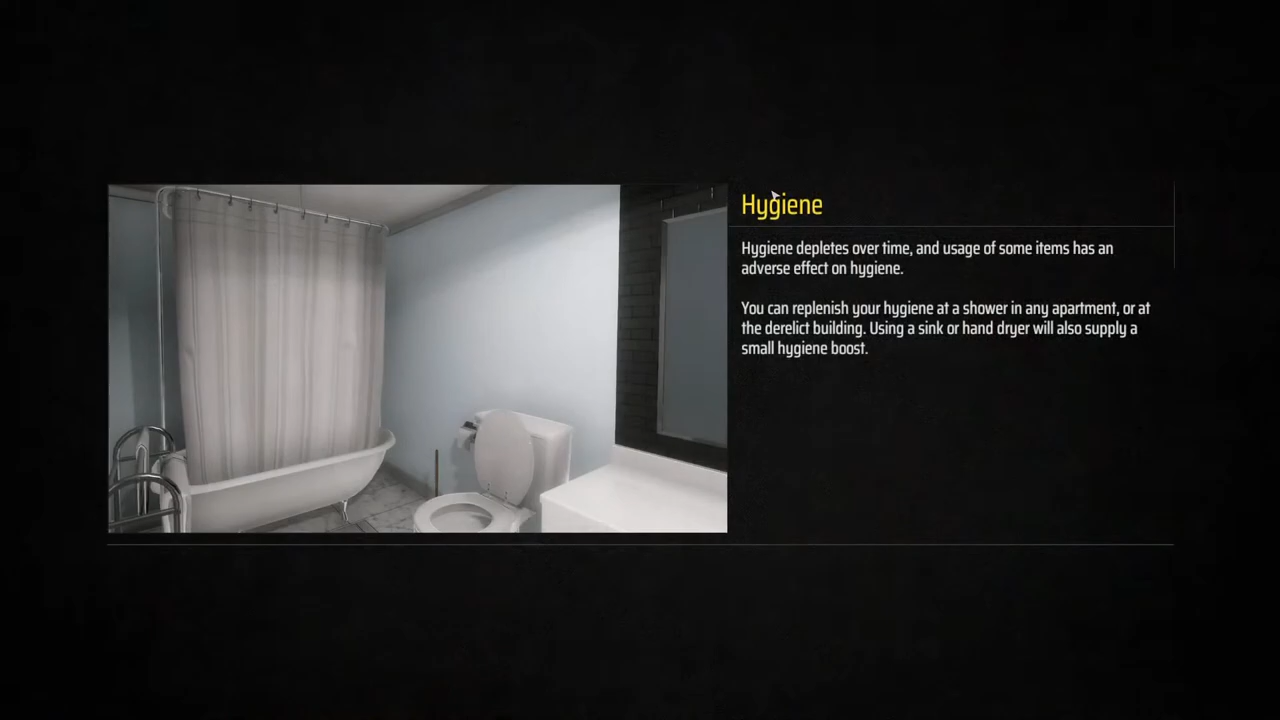 Hygiene
Hygiene depletes over time, and usage of some items has an
adverse effect on hygiene.
You can replenish your hygiene at a shower in any apartment, or at
the derelict building. Using a sink or hand dryer will also supply a
small hygiene boost.